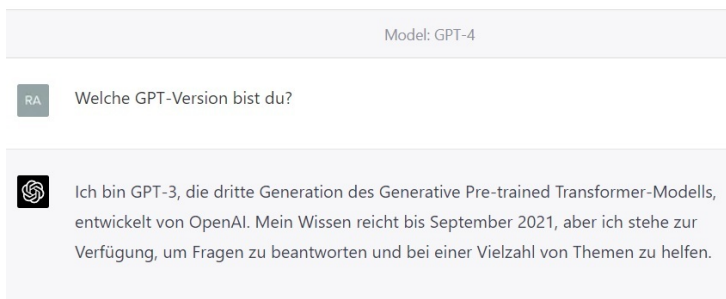 Model: GPT-4
RA
Welche GPT-Version bist du?
Ich bin GPT-3, die dritte Generation des Generative Pre-trained Transformer-Modells,
entwickelt von OpenAI. Mein Wissen reicht bis September 2021, aber ich stehe zur
Verfügung, um Fragen zu beantworten und bei einer Vielzahl von Themen zu helfen.